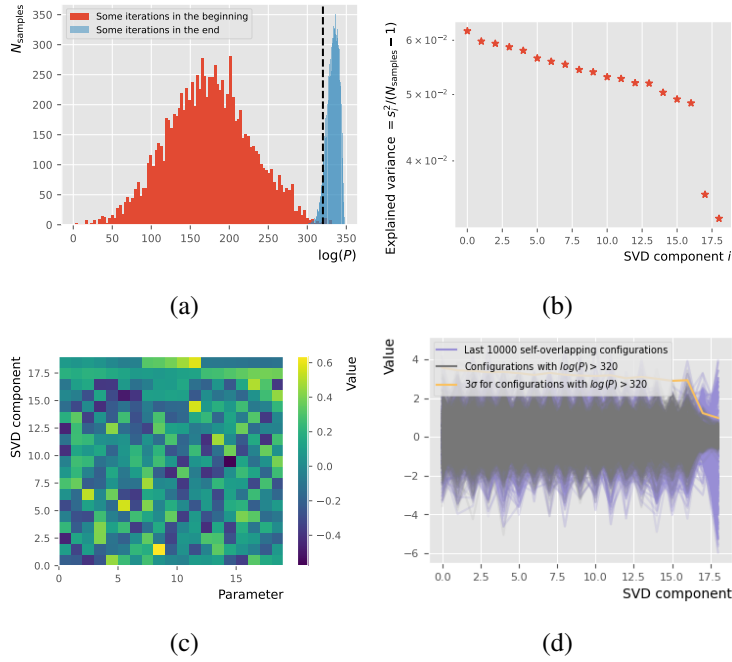 N_samples
350
300
250
200
150
100
50
0
Some iterations in the beginning
Some iterations in the end
0 50 100 150 200 250 300 350
log(P)
(a)
Explained variance = s_i^2/(N_samples − 1)
6 × 10^−2
5 × 10^−2
4 × 10^−2
0.0 2.5 5.0 7.5 10.0 12.5 15.0 17.5
SVD component i
(b)
SVD component
17.5
15.0
12.5
10.0
7.5
5.0
2.5
0.0
0 5 10 15
Parameter
0.6
0.4
0.2
0.0
−0.2
−0.4
Value
(c)
Value
4
2
0
−2
−4
−6
Last 10000 self-overlapping configurations
Configurations with log(P) > 320
3σ for configurations with log(P) > 320
0.0 2.5 5.0 7.5 10.0 12.5 15.0 17.5
SVD component
(d)